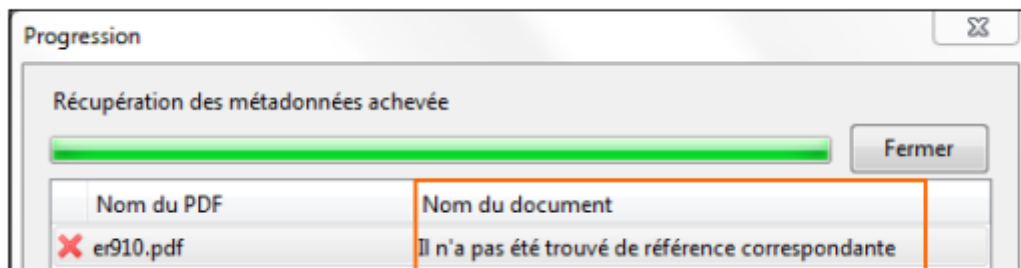 Progression
Récupération des métadonnées achevée
Fermer
Nom du PDF Nom du document
er910.pdf Il n'a pas été trouvé de référence correspondante